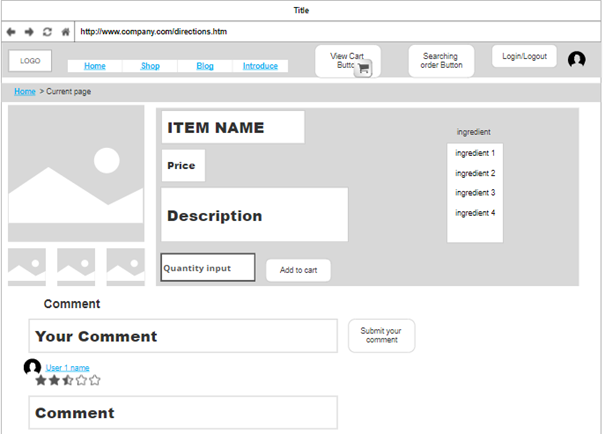 Title
http://www.company.com/directions.htm
LOGO
Home Shop Blog Introduce
View Cart
Button
Searching
order Button
Login/Logout
Home > Current page
ITEM NAME
Price
Description
Quantity input
Add to cart
ingredient
ingredient 1
ingredient 2
ingredient 3
ingredient 4
Comment
Your Comment
Submit your
comment
User 1 name
Comment